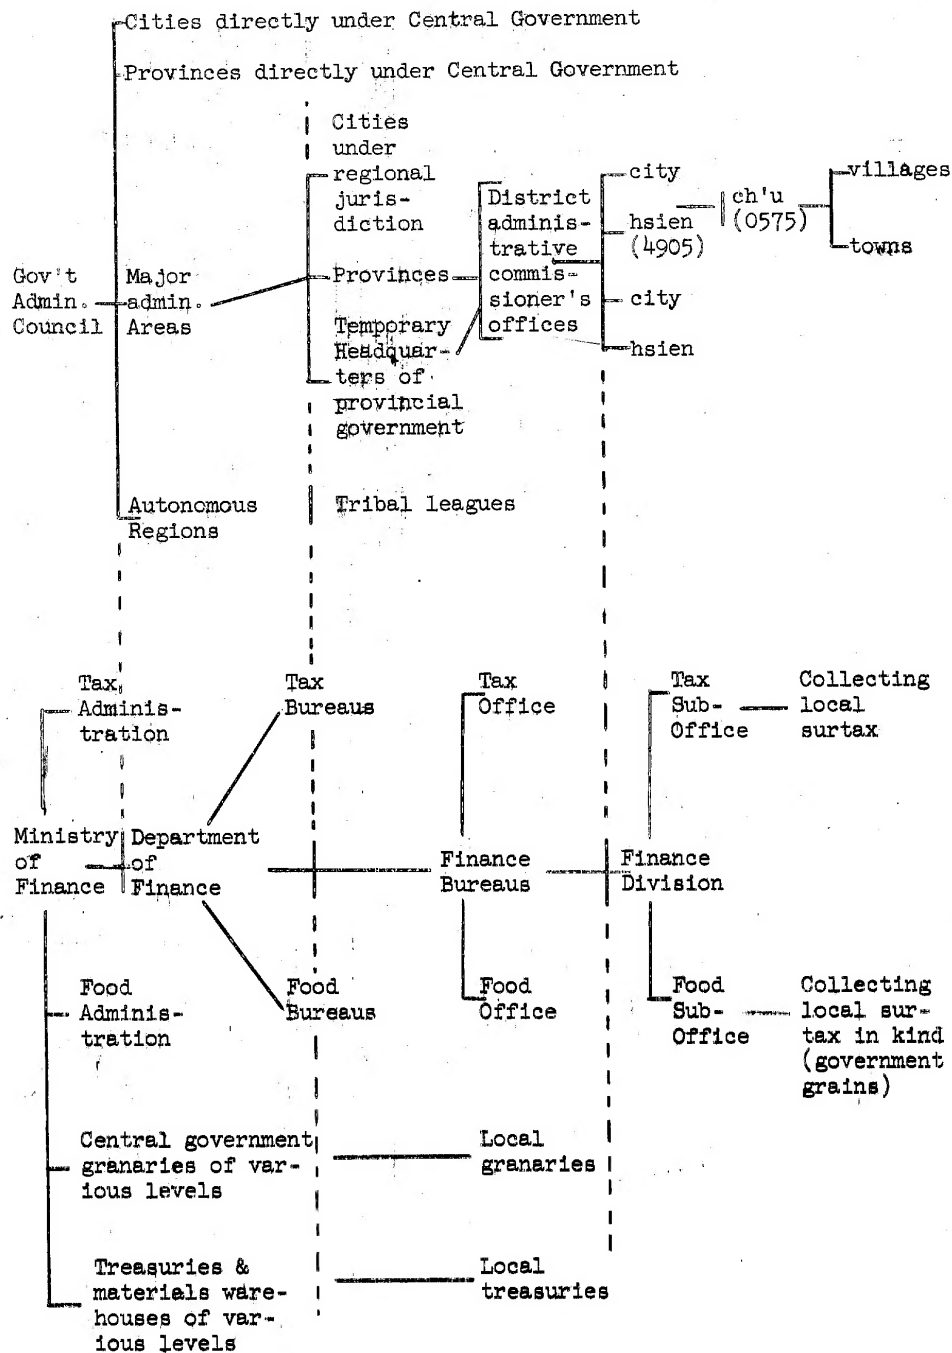 Cities directly under Central Government
Provinces directly under Central Government
Gov't
Admin.
Council
Major
admin.
Areas
Cities
under
regional
juris-
diction
Provinces
Temporary
Headquar-
ters of
provincial
government
District
adminis-
trative
commis-
sioner's
offices
city
hsien
(4905)
city
hsien
ch'u
(0575)
villages
towns
Autonomous
Regions
Tribal leagues
Tax
Adminis-
tration
Tax
Bureaus
Tax
Office
Tax
Sub-
Office
Collecting
local
surtax
Ministry
of
Finance
Department
of
Finance
Finance
Bureaus
Finance
Division
Food
Adminis-
tration
Food
Bureaus
Food
Office
Food
Sub-
Office
Collecting
local sur-
tax in kind
(government
grains)
Central government
granaries of var-
ious levels
Local
granaries
Treasuries &
materials ware-
houses of var-
ious levels
Local
treasuries